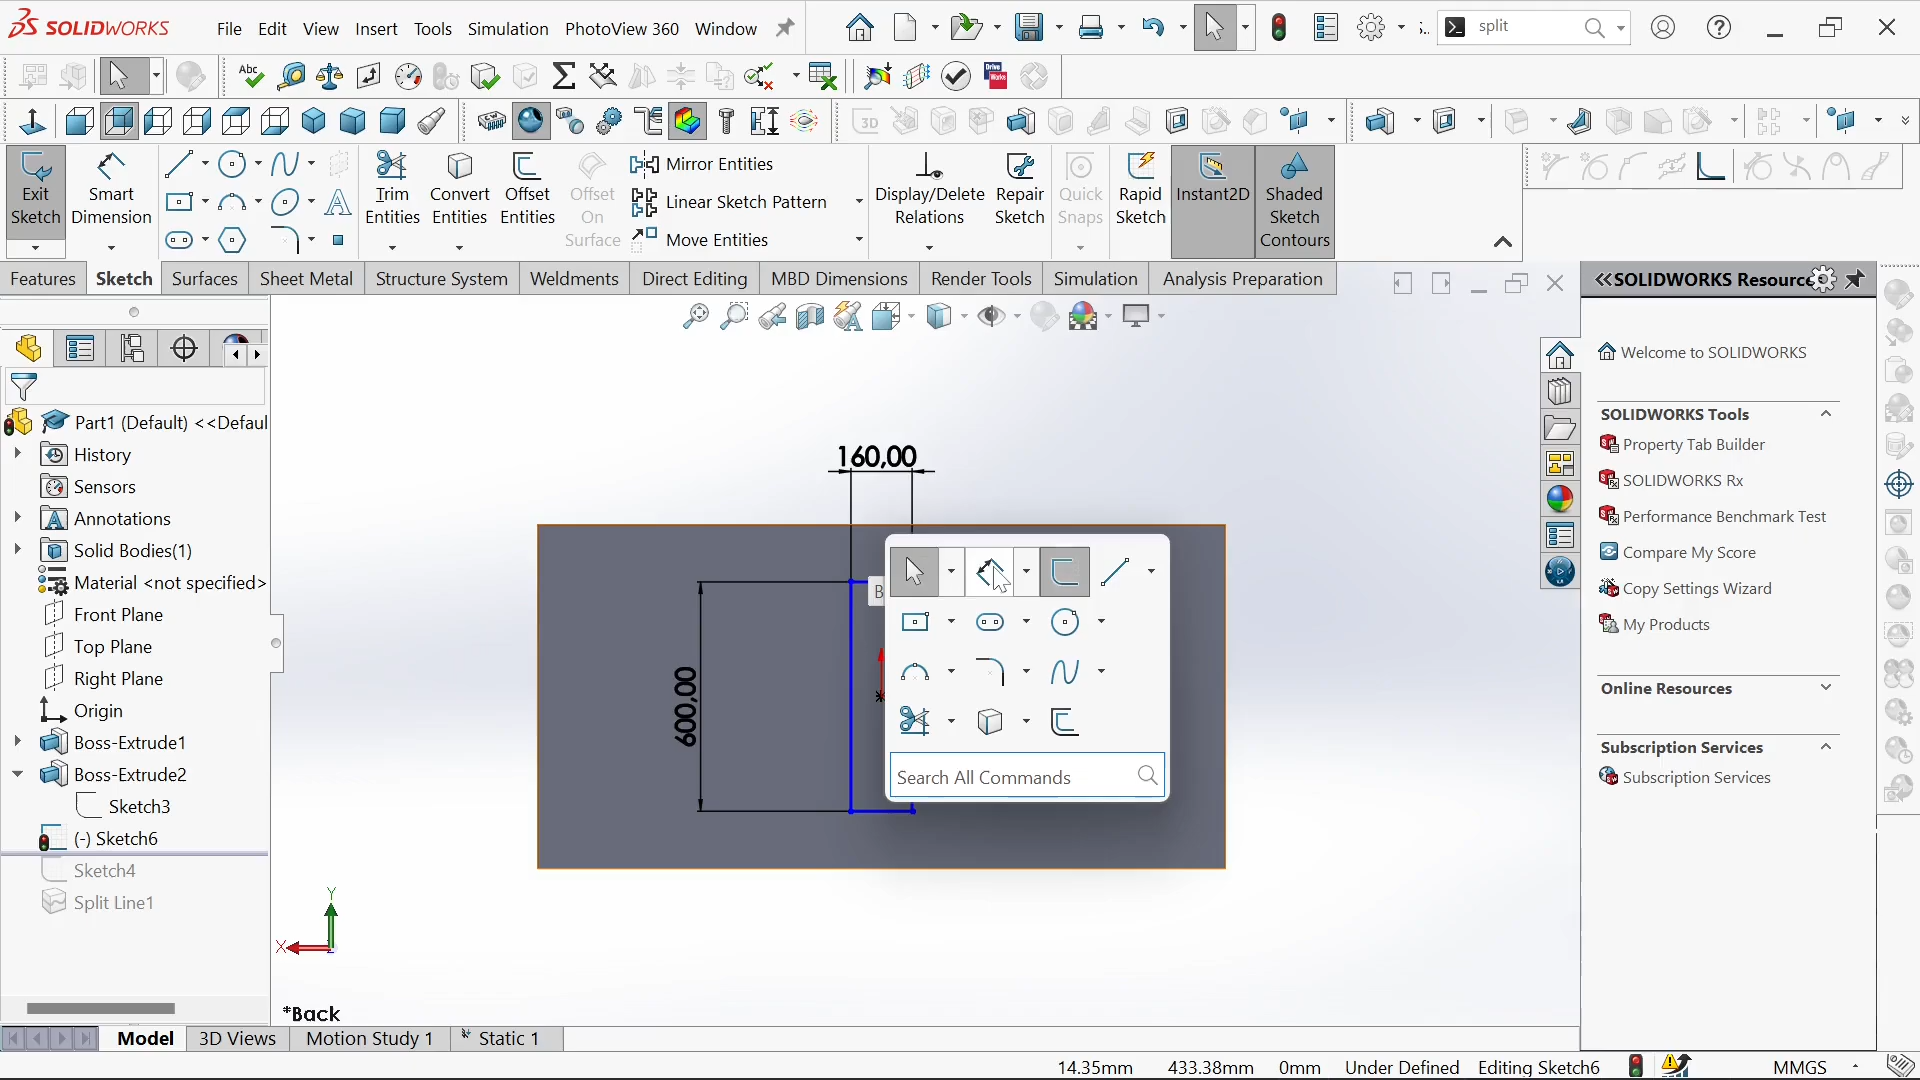 SOLIDWORKS
File Edit View Insert Tools Simulation PhotoView 360 Window
split
Abc
Drive
Works
3D
Exit
Sketch
Smart
Dimension
Trim
Entities
Convert
Entities
Offset
Entities
Offset
On
Surface
Mirror Entities
Linear Sketch Pattern
Move Entities
Display/Delete
Relations
Repair
Sketch
Quick
Snaps
Rapid
Sketch
Instant2D
Shaded
Sketch
Contours
Features Sketch Surfaces Sheet Metal Structure System Weldments Direct Editing MBD Dimensions Render Tools Simulation Analysis Preparation
Part1 (Default) <<Defaul
History
Sensors
Annotations
Solid Bodies(1)
Material <not specified>
Front Plane
Top Plane
Right Plane
Origin
Boss-Extrude1
Boss-Extrude2
Sketch3
(-) Sketch6
Sketch4
Split Line1
160,00
600,00
B
Search All Commands
Y
X
*Back
SOLIDWORKS Resourc
Welcome to SOLIDWORKS
SOLIDWORKS Tools
Property Tab Builder
SOLIDWORKS Rx
Performance Benchmark Test
Compare My Score
Copy Settings Wizard
My Products
Online Resources
Subscription Services
Subscription Services
Model 3D Views Motion Study 1 Static 1
14.35mm 433.38mm 0mm Under Defined Editing Sketch6 MMGS